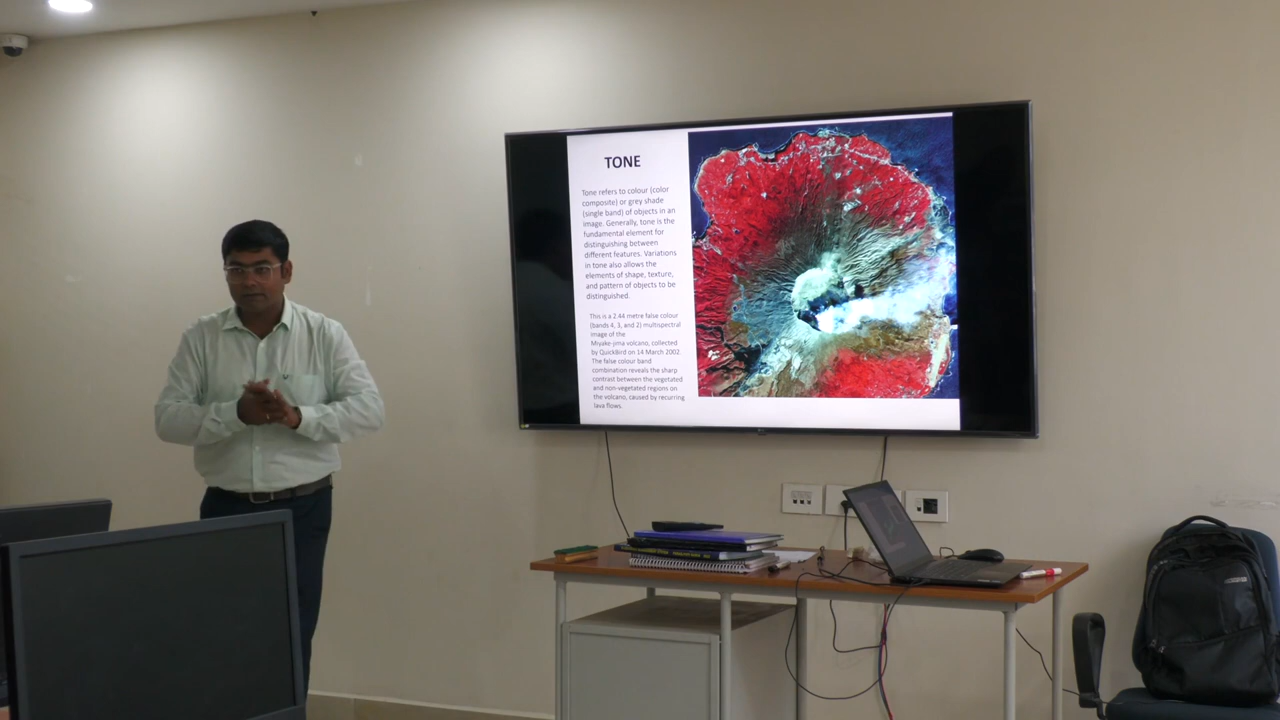 TONE
Tone refers to colour (color
composite) or grey shade
(single band) of objects in an
image. Generally, tone is the
fundamental element for
distinguishing between
different features. Variations
in tone also allows the
elements of shape, texture,
and pattern of objects to be
distinguished.
This is a 2.44 metre false colour
(bands 4, 3, and 2) multispectral
image of the
Miyake-jima volcano, collected
by QuickBird on 14 March 2002.
The false colour band
combination reveals the sharp
contrast between the vegetated
and non-vegetated regions on
the volcano, caused by recurring
lava flows.